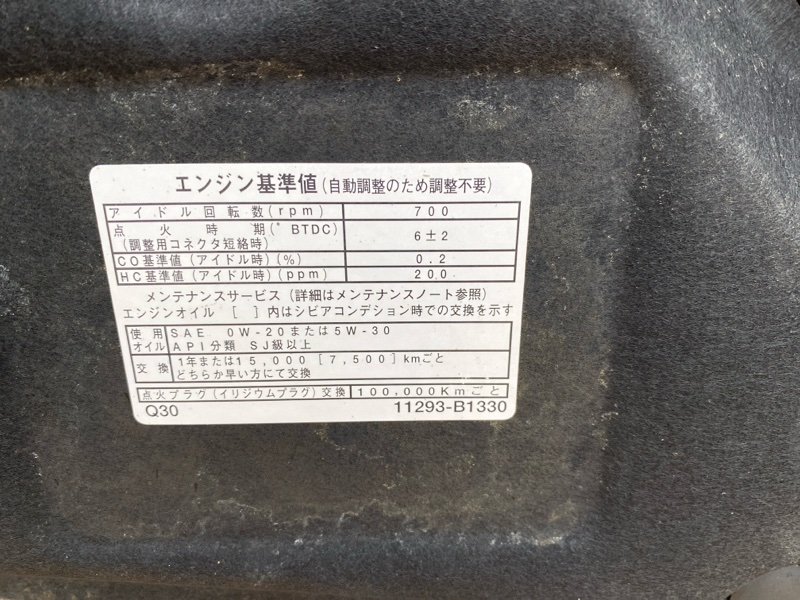 エンジン基準値(自動調整のため調整不要)
アイドル回転数(rpm) 700
点火時期(°BTDC) 6±2
(調整用コネクタ短絡時)
CO基準値(アイドル時)(%) 0.2
HC基準値(アイドル時)(ppm) 200
メンテナンスサービス(詳細はメンテナンスノート参照)
エンジンオイル [ ]内はシビアコンデション時での交換を示す
使用 SAE 0W-20または5W-30
オイル API分類 SJ級以上
交換 1年または15,000 [7,500]kmごと
どちらか早い方にて交換
点火プラグ(イリジウムプラグ)交換 100,000Kmごと
Q30 11293-B1330